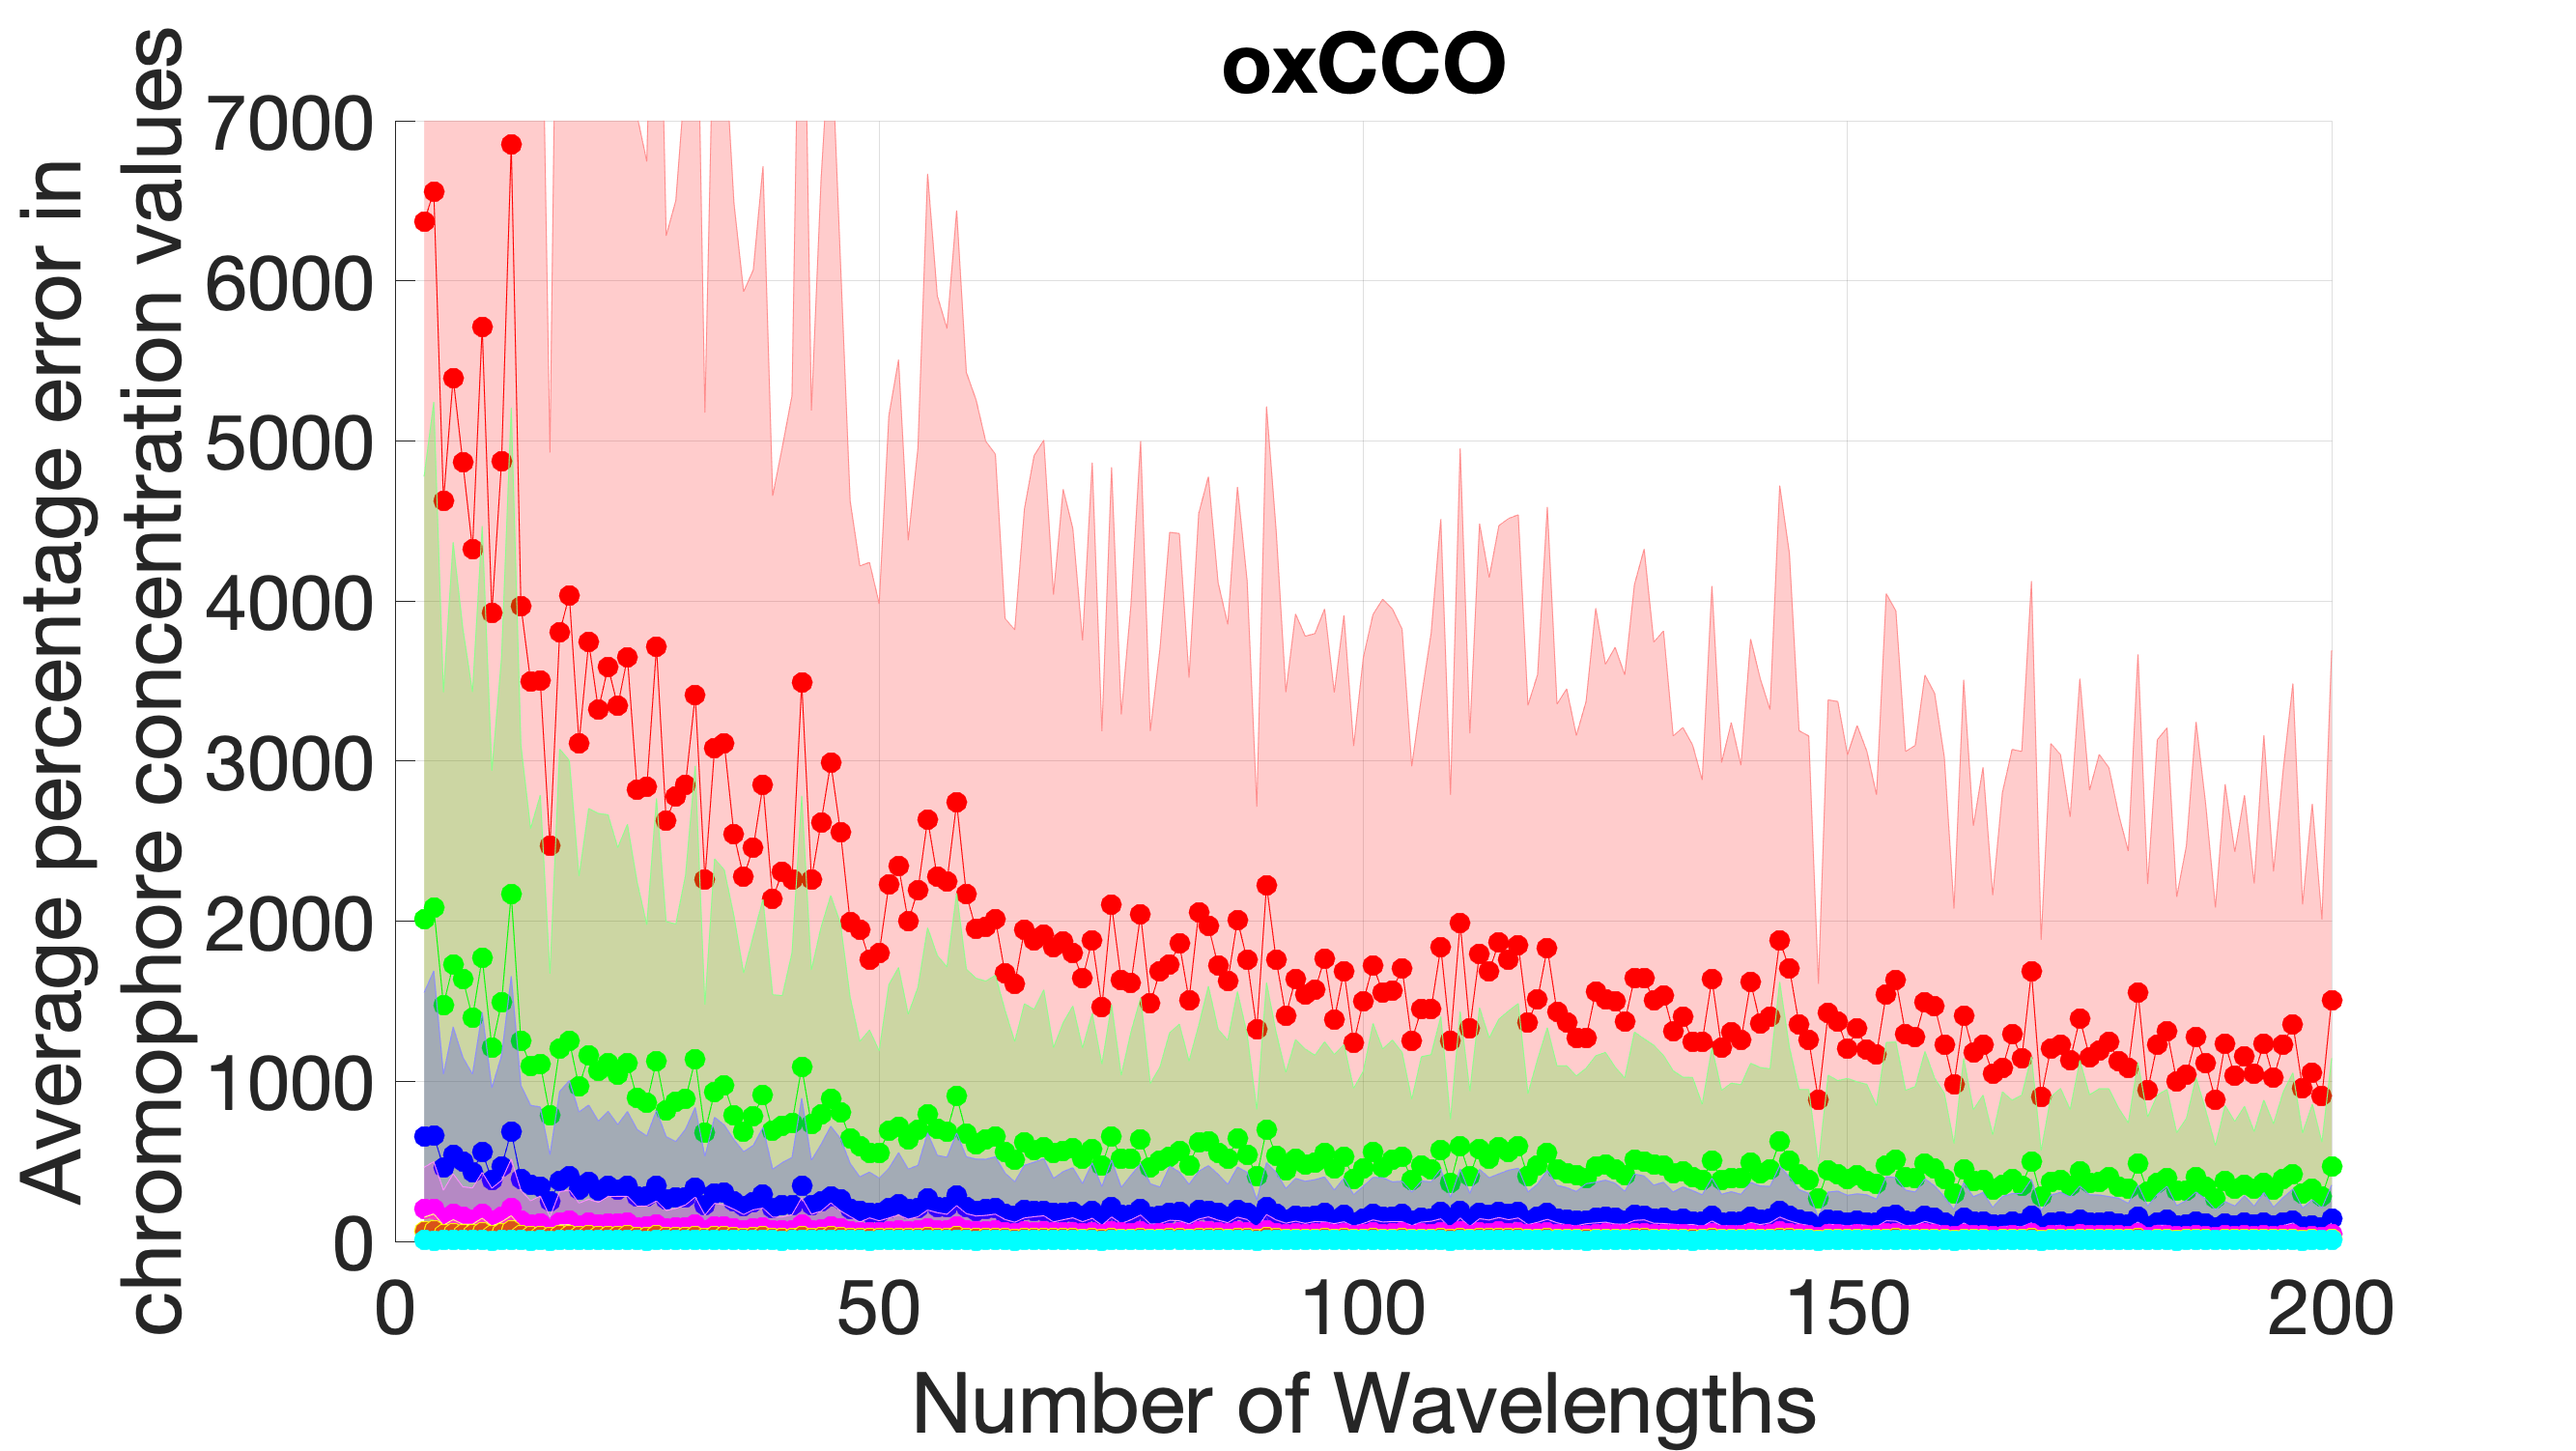 oxCCO
Average percentage error in
chromophore concentration values
7000
6000
5000
4000
3000
2000
1000
0
0 50 100 150 200
Number of Wavelengths